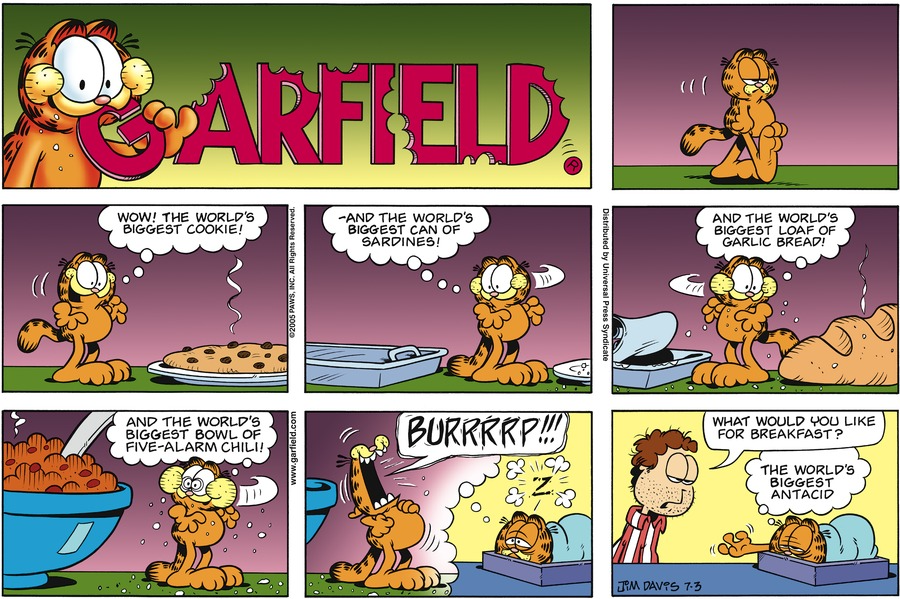 GARFIELD
WOW! THE WORLD'S
BIGGEST COOKIE!
©2005 PAWS, INC. All Rights Reserved.
-AND THE WORLD'S
BIGGEST CAN OF
SARDINES!
Distributed by Universal Press Syndicate
AND THE WORLD'S
BIGGEST LOAF OF
GARLIC BREAD!
AND THE WORLD'S
BIGGEST BOWL OF
FIVE-ALARM CHILI!
www.garfield.com
BURRRRP!!!
Z
WHAT WOULD YOU LIKE
FOR BREAKFAST?
THE WORLD'S
BIGGEST
ANTACID
JIM DAVIS 7-3